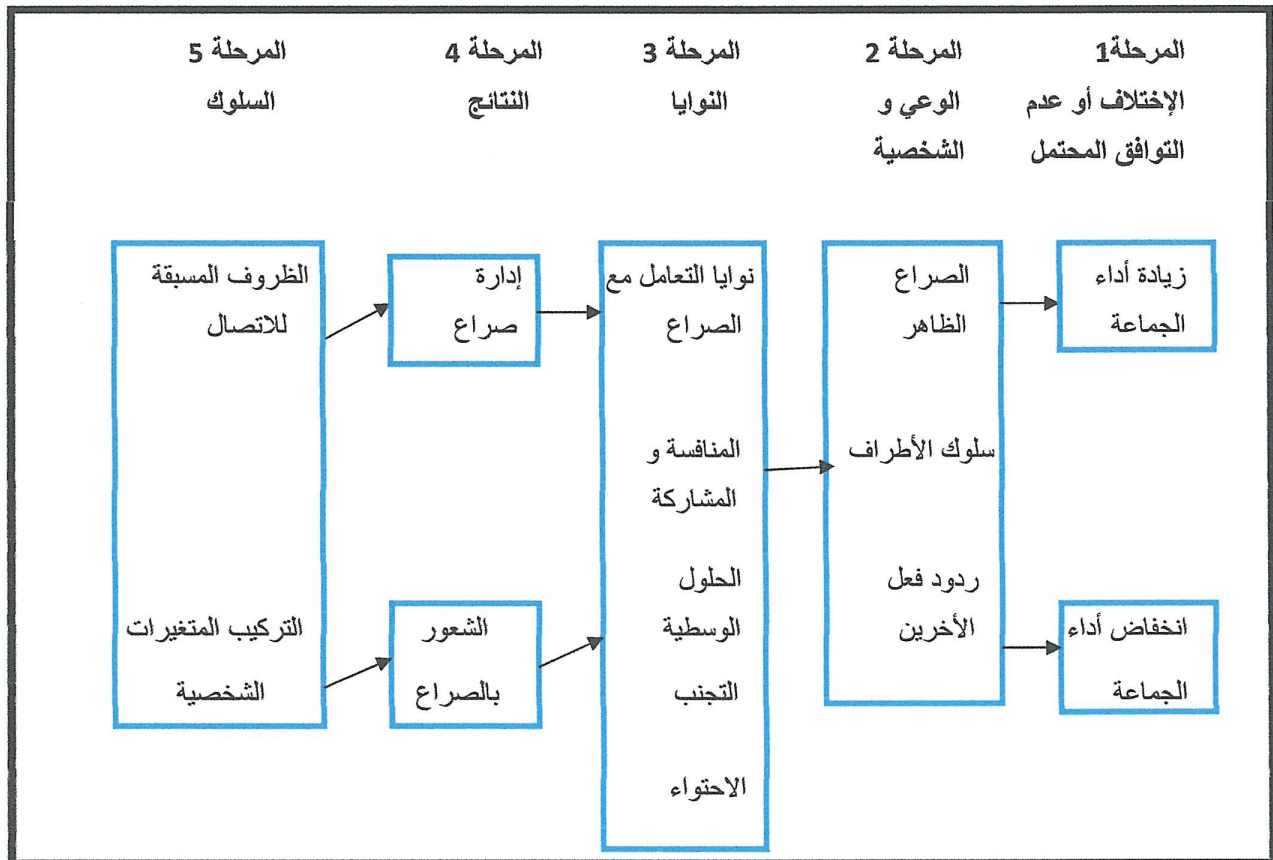 المرحلة1
الإختلاف أو عدم
التوافق المحتمل
المرحلة 2
الوعي و
الشخصية
المرحلة 3
النوايا
المرحلة 4
النتائج
المرحلة 5
السلوك
زيادة أداء
الجماعة
انخفاض أداء
الجماعة
الصراع
الظاهر
سلوك الأطراف
ردود فعل
الأخرين
نوايا التعامل مع
الصراع
المنافسة و
المشاركة
الحلول
الوسطية
التجنب
الاحتواء
إدارة
صراع
الشعور
بالصراع
الظروف المسبقة
للاتصال
التركيب المتغيرات
الشخصية